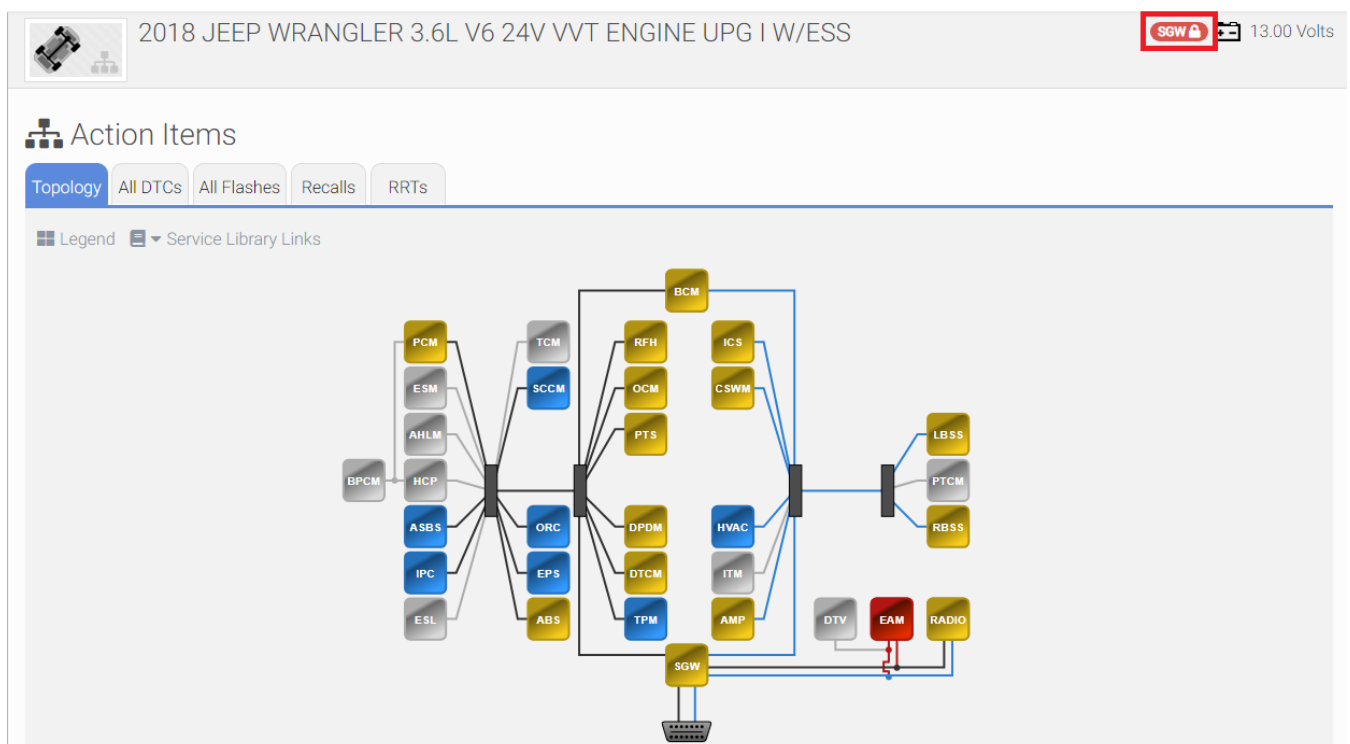 2018 JEEP WRANGLER 3.6L V6 24V VVT ENGINE UPG I W/ESS
SGW
13.00 Volts
Action Items
Topology All DTCs All Flashes Recalls RRTs
Legend Service Library Links
BCM
PCM TCM RFH ICS
ESM SCCM OCM CSWM
AHLM PTS LBSS
BPCM HCP PTCM
ASBS ORC DPDM HVAC RBSS
IPC EPS DTCM ITM
ESL ABS TPM AMP DTV EAM RADIO
SGW